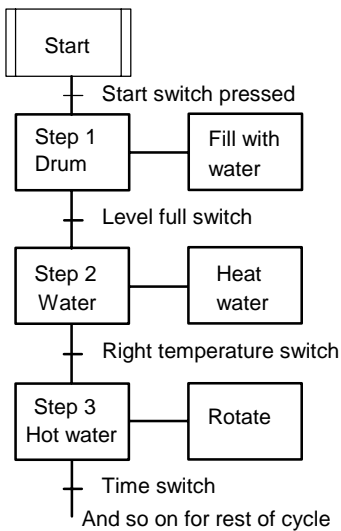 Start
Start switch pressed
Step 1
Drum
Fill with
water
Level full switch
Step 2
Water
Heat
water
Right temperature switch
Step 3
Hot water
Rotate
Time switch
And so on for rest of cycle